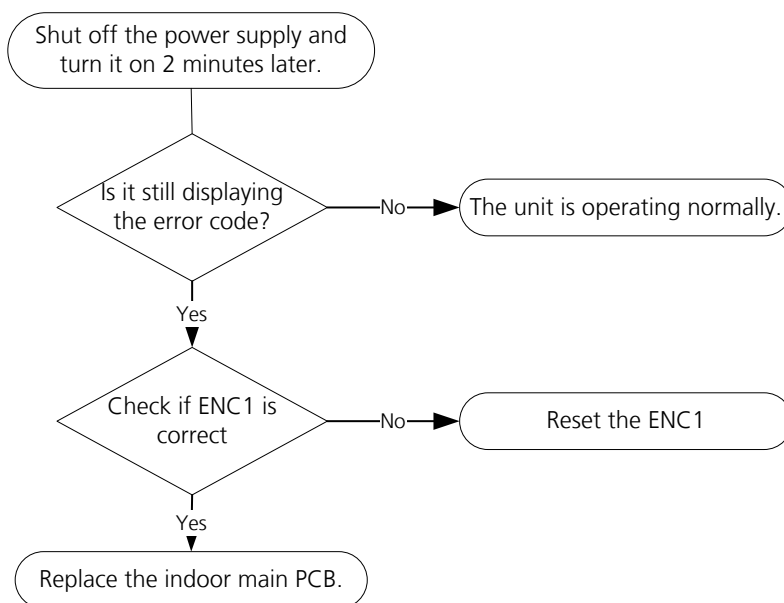 Shut off the power supply and
turn it on 2 minutes later.
Is it still displaying
the error code?
No
The unit is operating normally.
Yes
Check if ENC1 is
correct
No
Reset the ENC1
Yes
Replace the indoor main PCB.